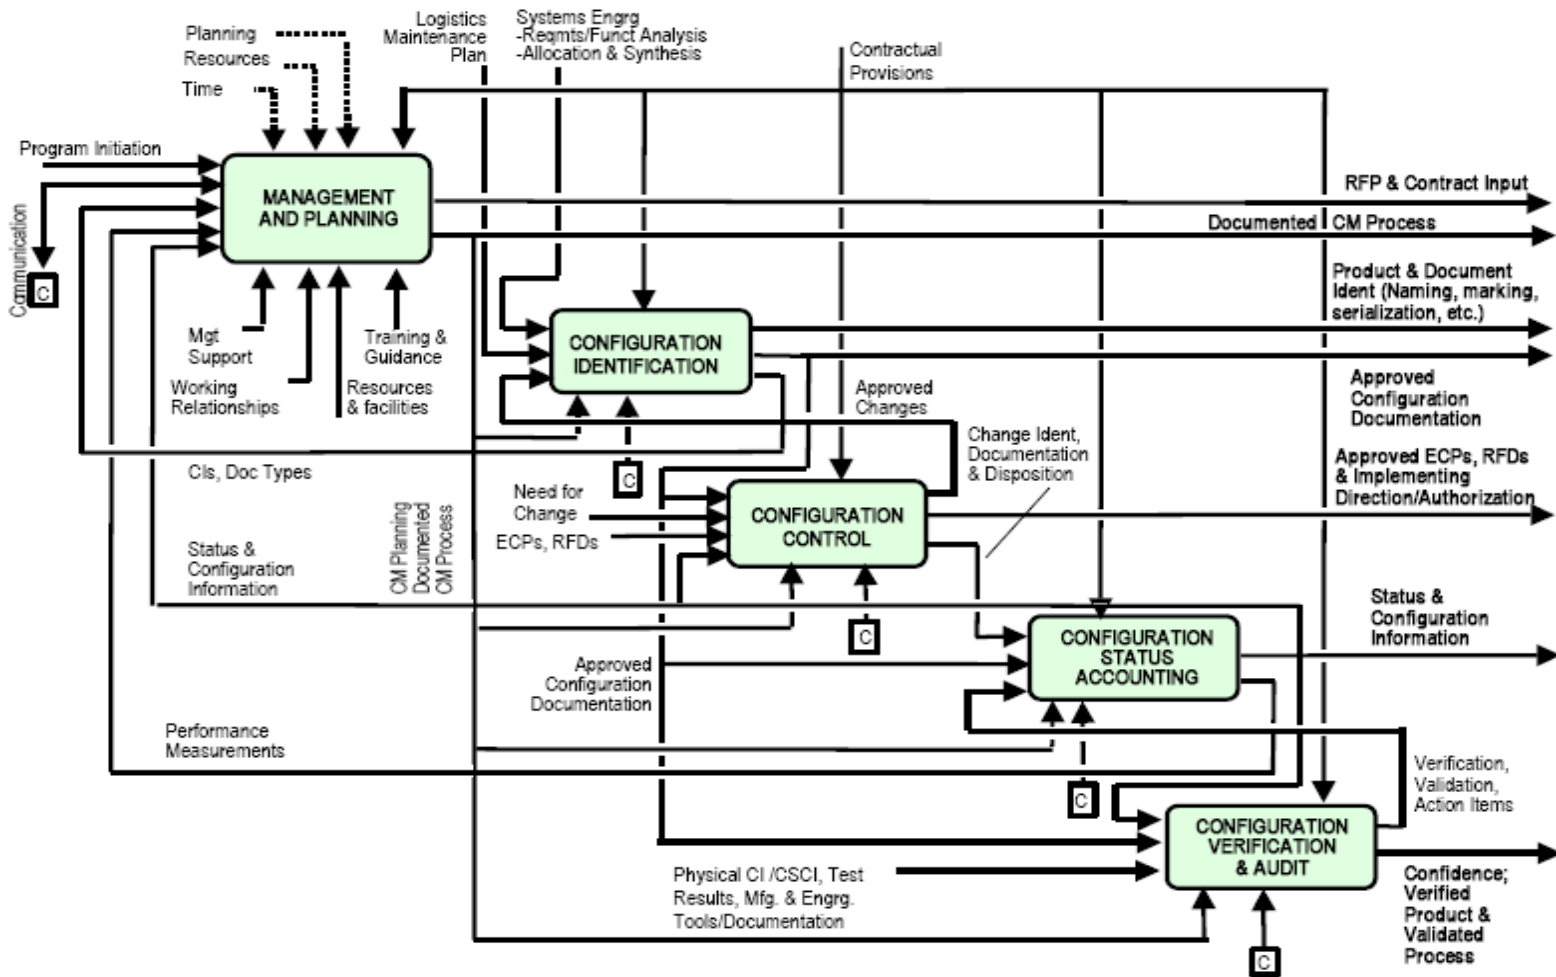 Planning
Resources
Time
Logistics
Maintenance
Plan
Systems Engrg
-Reqmts/Funct Analysis
-Allocation & Synthesis
Contractual
Provisions
Program Initiation
Communication
C
MANAGEMENT
AND PLANNING
RFP & Contract Input
Documented CM Process
Product & Document
Ident (Naming, marking,
serialization, etc.)
Mgt
Support
Training &
Guidance
Working
Relationships
Resources
& facilities
CONFIGURATION
IDENTIFICATION
Approved
Configuration
Documentation
Approved
Changes
Change Ident,
Documentation
& Disposition
CIs, Doc Types
C
Approved ECPs, RFDs
& Implementing
Direction/Authorization
Need for
Change
ECPs, RFDs
CONFIGURATION
CONTROL
CM Planning
Documented
CM Process
Status &
Configuration
Information
C
Status &
Configuration
Information
CONFIGURATION
STATUS
ACCOUNTING
Approved
Configuration
Documentation
Performance
Measurements
C
Verification,
Validation,
Action Items
CONFIGURATION
VERIFICATION
& AUDIT
Physical CI /CSCI, Test
Results, Mfg. & Engrg.
Tools/Documentation
Confidence;
Verified
Product &
Validated
Process
C